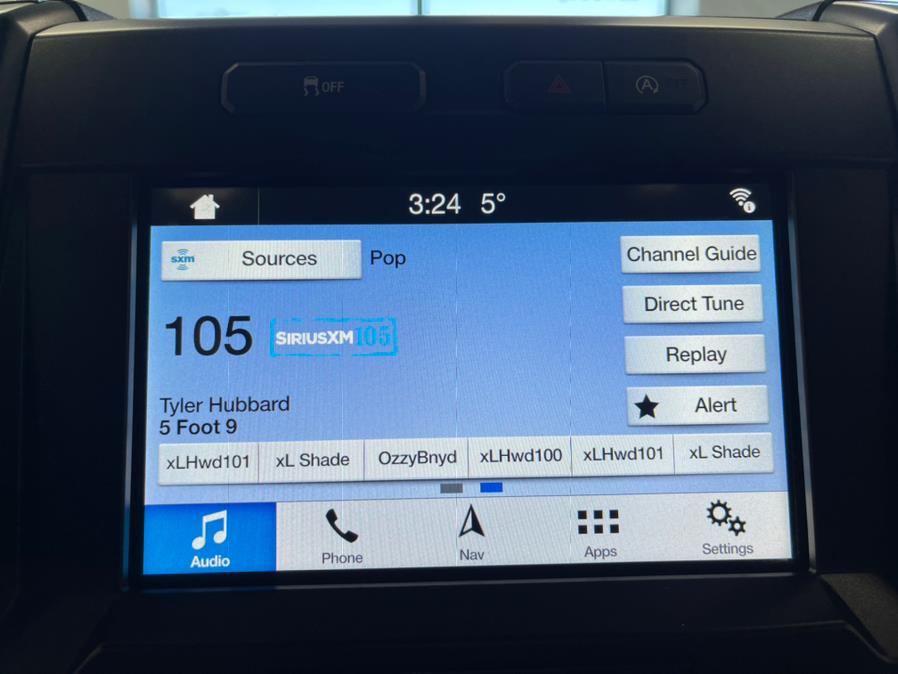 OFF
A
3:24 5°
sxm Sources Pop Channel Guide
Direct Tune
105 SIRIUSXM 105
Replay
Tyler Hubbard
Alert
5 Foot 9
xLHwd101 xL Shade OzzyBnyd xLHwd100 xLHwd101 xL Shade
Audio Phone Nav Apps Settings